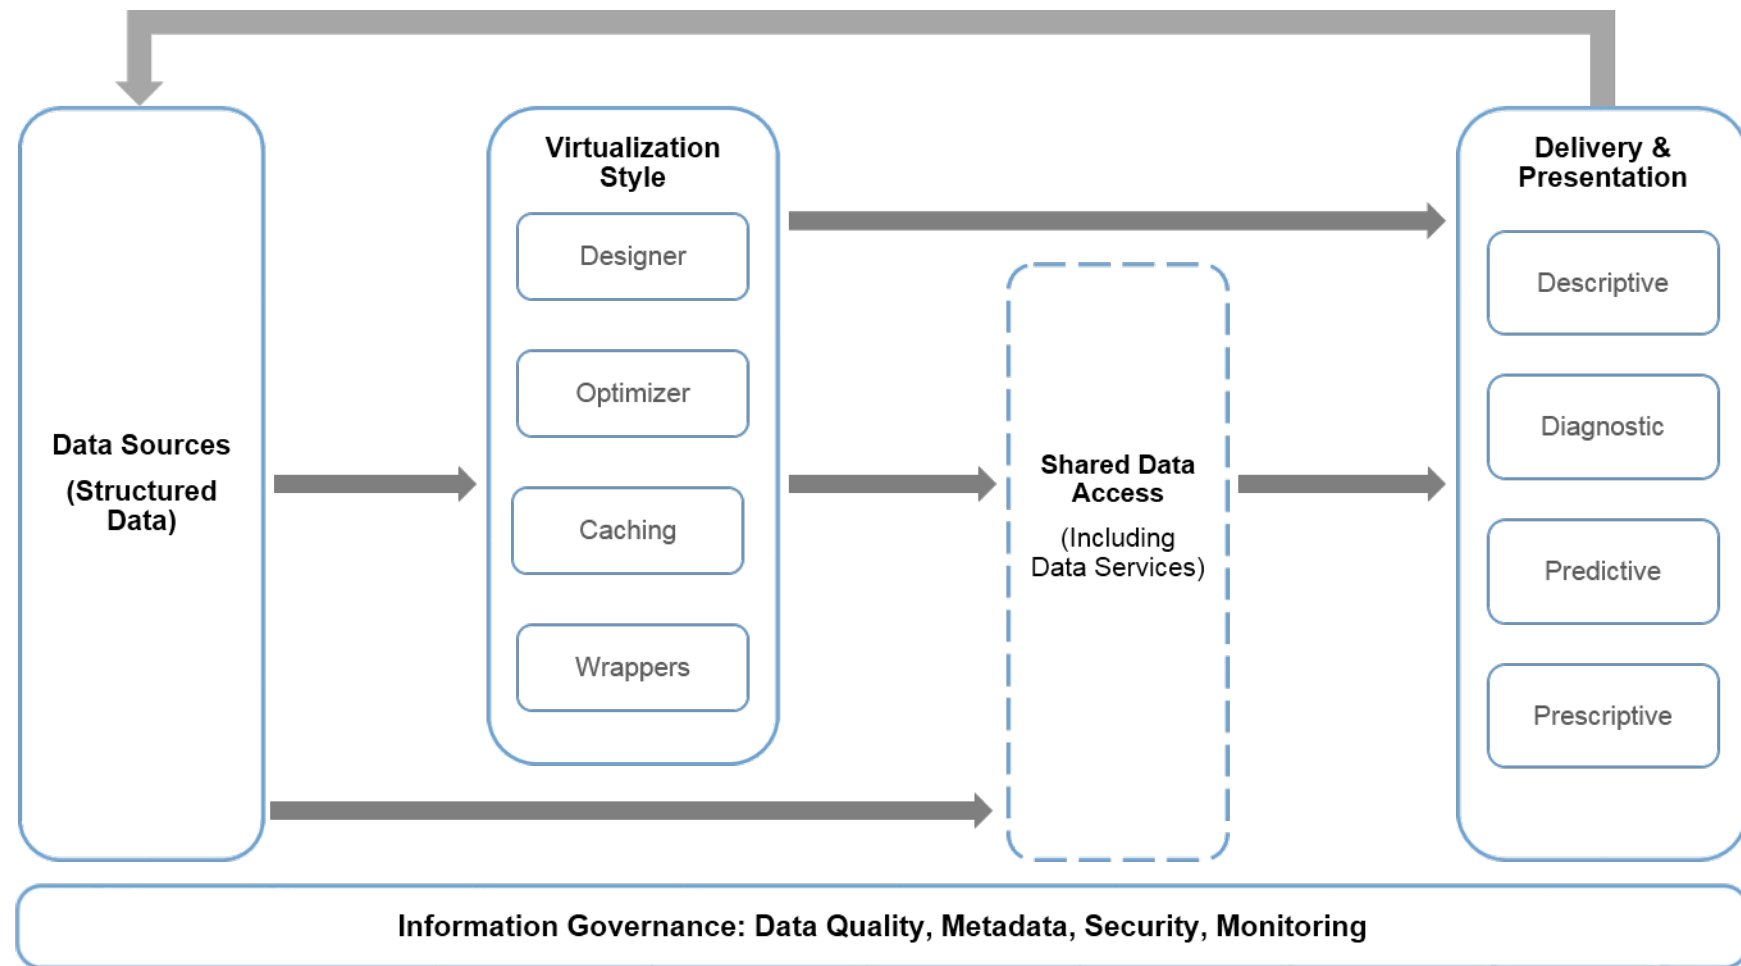 Data Sources
(Structured
Data)
Virtualization
Style
Designer
Optimizer
Caching
Wrappers
Shared Data
Access
(Including
Data Services)
Delivery &
Presentation
Descriptive
Diagnostic
Predictive
Prescriptive
Information Governance: Data Quality, Metadata, Security, Monitoring